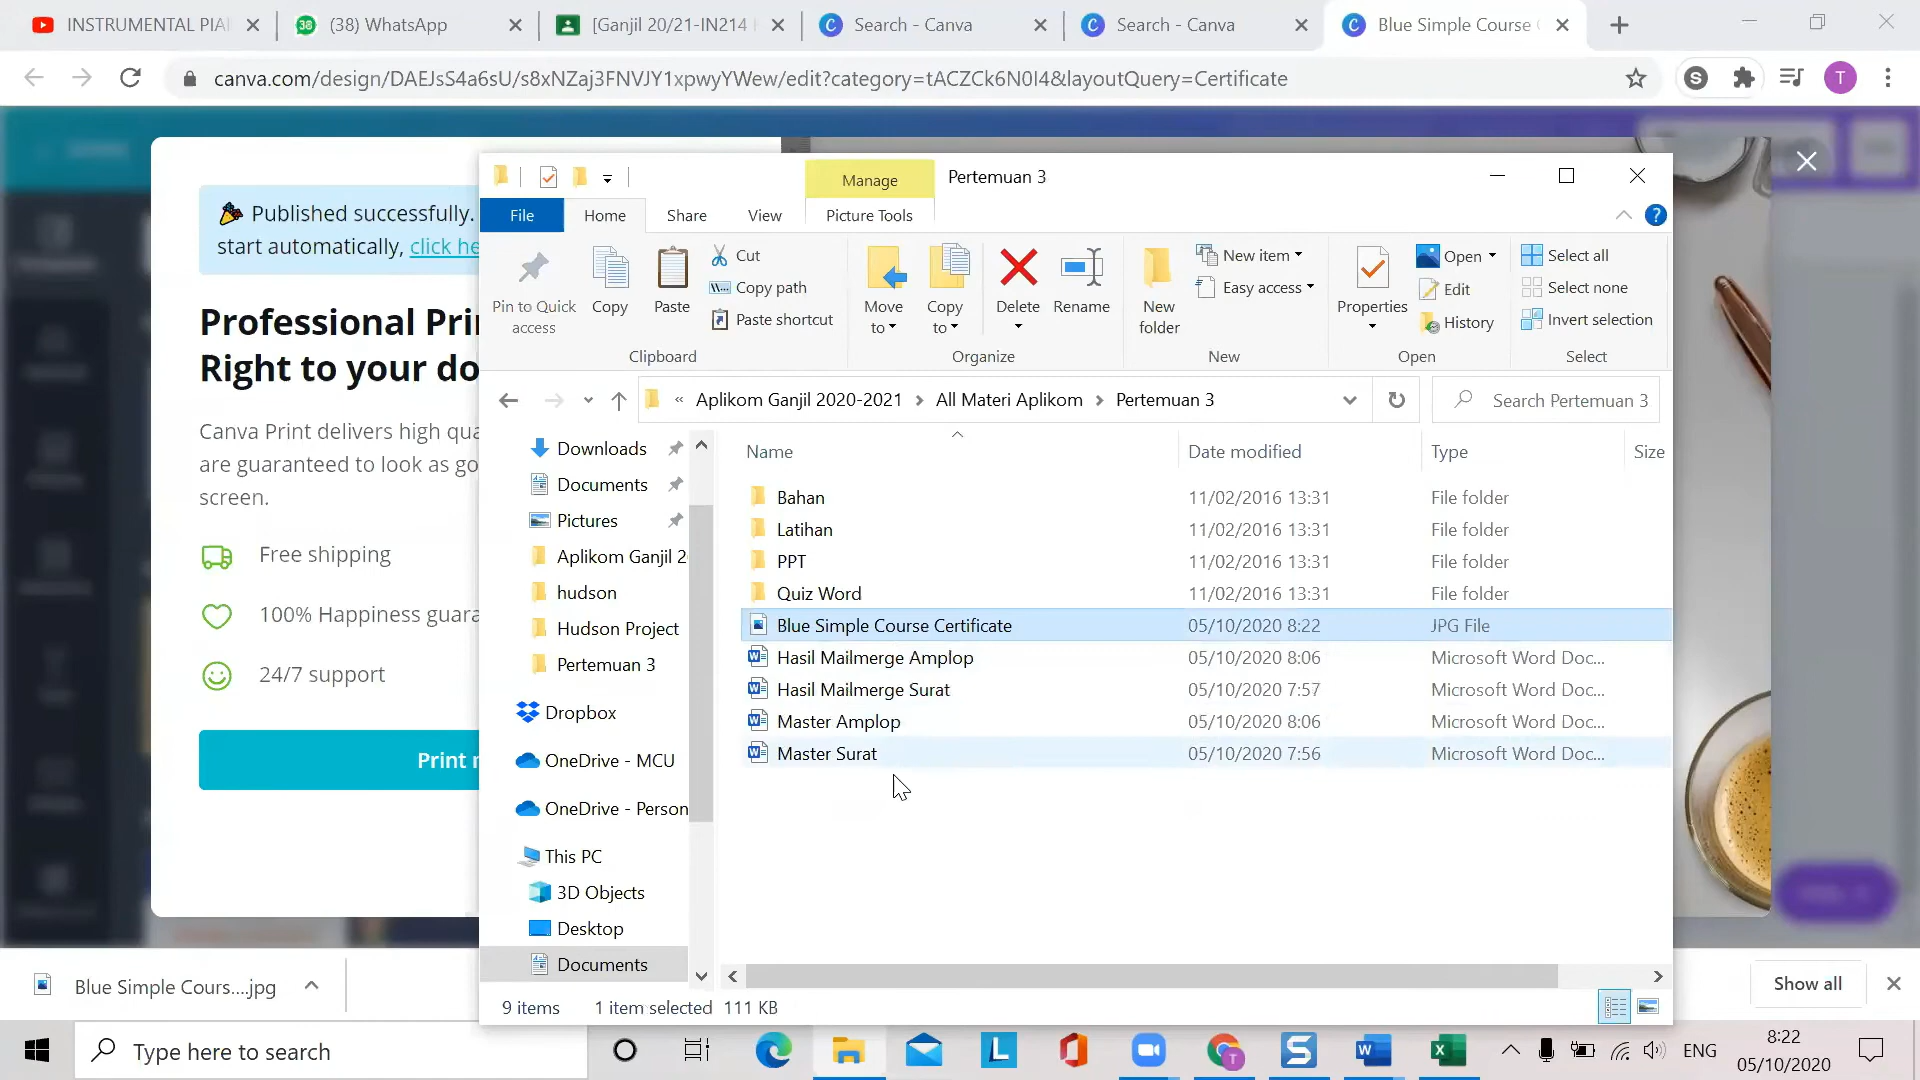 INSTRUMENTAL PIA
(38) WhatsApp
[Ganjil 20/21-IN214
Search - Canva
Search - Canva
Blue Simple Course
canva.com/design/DAEJsS4a6sU/s8xNZaj3FNVJY1xpwyYWew/edit?category=tACZCk6N0I4&layoutQuery=Certificate
S
T
Published successfully.
start automatically, click he
Professional Pri
Right to your do
Canva Print delivers high qua
are guaranteed to look as go
screen.
Free shipping
100% Happiness guara
24/7 support
Print
Manage
Pertemuan 3
File
Home
Share
View
Picture Tools
Pin to Quick access
Copy
Paste
Cut
Copy path
Paste shortcut
Clipboard
Move to
Copy to
Delete
Rename
Organize
New folder
New item
Easy access
New
Properties
Open
Edit
History
Open
Select all
Select none
Invert selection
Select
« Aplikom Ganjil 2020-2021 > All Materi Aplikom > Pertemuan 3
Search Pertemuan 3
Downloads
Documents
Pictures
Aplikom Ganjil 2
hudson
Hudson Project
Pertemuan 3
Dropbox
OneDrive - MCU
OneDrive - Person
This PC
3D Objects
Desktop
Documents
Name Date modified Type Size
Bahan 11/02/2016 13:31 File folder
Latihan 11/02/2016 13:31 File folder
PPT 11/02/2016 13:31 File folder
Quiz Word 11/02/2016 13:31 File folder
Blue Simple Course Certificate 05/10/2020 8:22 JPG File
Hasil Mailmerge Amplop 05/10/2020 8:06 Microsoft Word Doc...
Hasil Mailmerge Surat 05/10/2020 7:57 Microsoft Word Doc...
Master Amplop 05/10/2020 8:06 Microsoft Word Doc...
Master Surat 05/10/2020 7:56 Microsoft Word Doc...
9 items 1 item selected 111 KB
Blue Simple Cours....jpg
Show all
Type here to search
ENG
8:22
05/10/2020